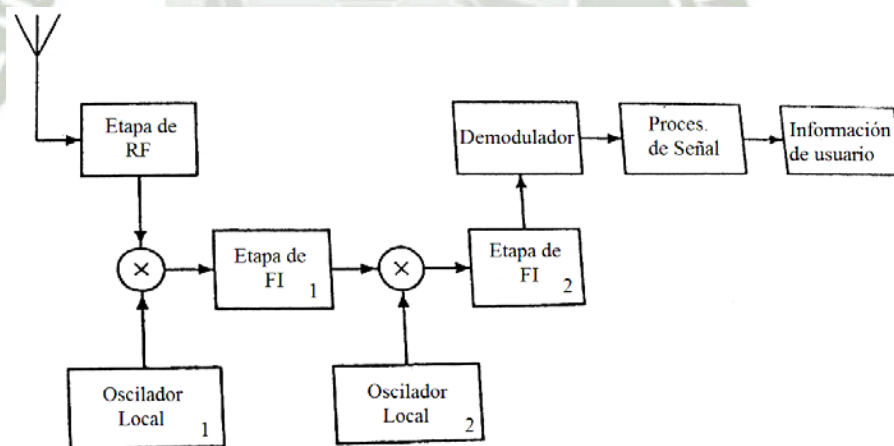 Etapa de
RF
Etapa de
FI 1
Oscilador
Local 1
Etapa de
FI 2
Oscilador
Local 2
Demodulador
Proces.
de Señal
Información
de usuario